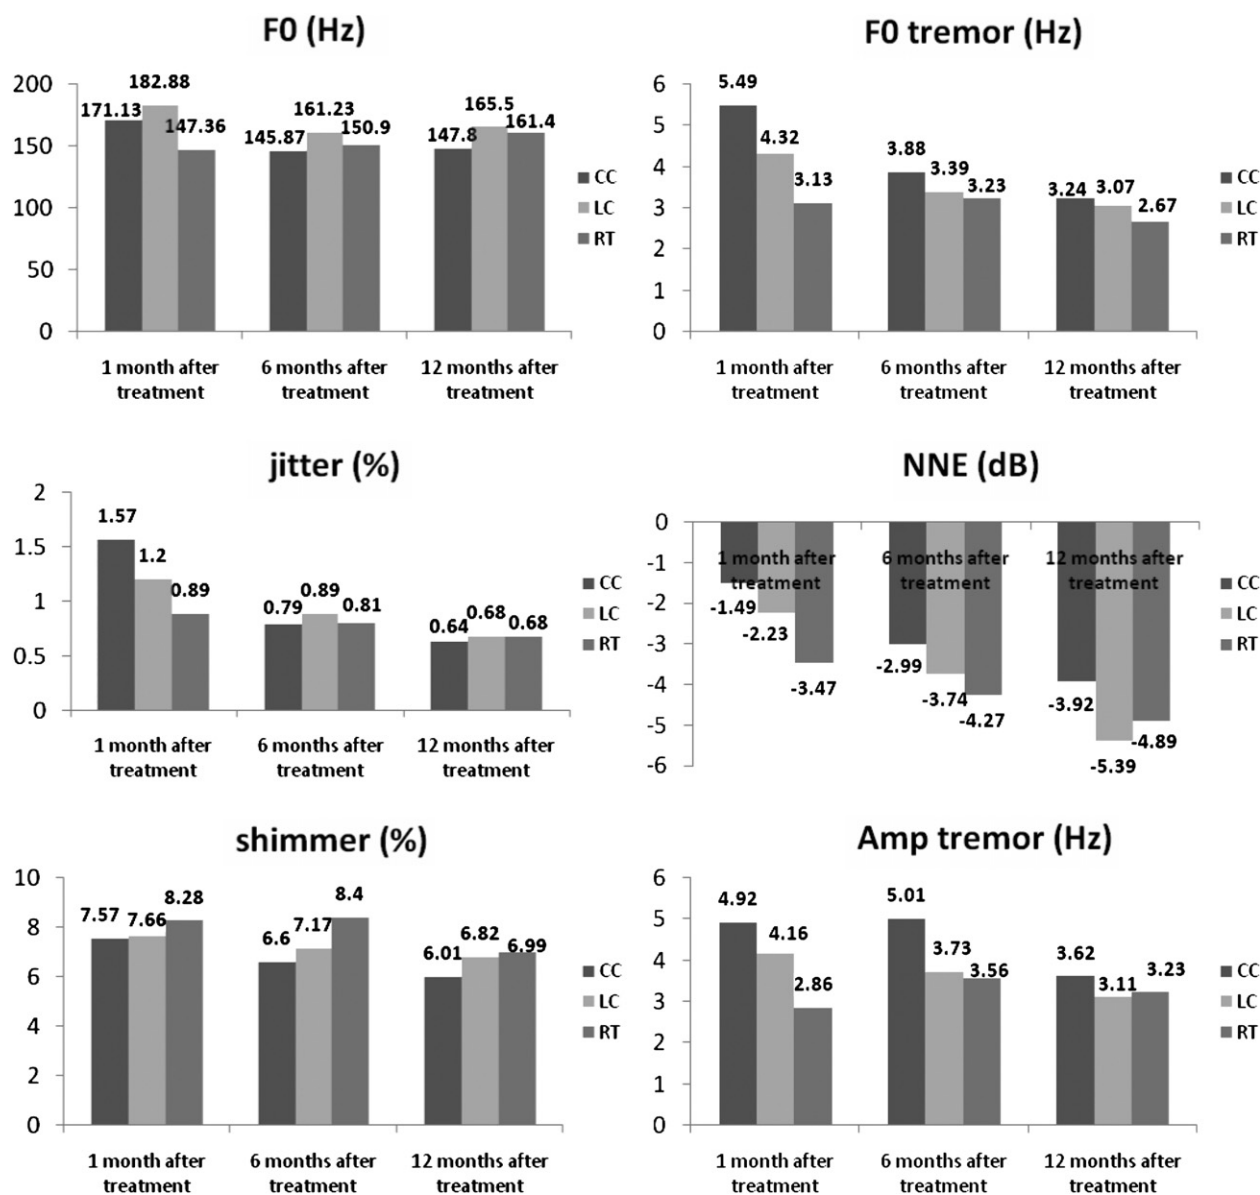 F0 (Hz)
200
150
100
50
0
171.13
182.88
147.36
145.87
161.23
150.9
147.8
165.5
161.4
1 month after
treatment
6 months after
treatment
12 months after
treatment
CC
LC
RT
F0 tremor (Hz)
6
5
4
3
2
1
0
5.49
4.32
3.13
3.88
3.39
3.23
3.24
3.07
2.67
1 month after
treatment
6 months after
treatment
12 months after
treatment
CC
LC
RT
jitter (%)
2
1.5
1
0.5
0
1.57
1.2
0.89
0.79
0.89
0.81
0.64
0.68
0.68
1 month after
treatment
6 months after
treatment
12 months after
treatment
CC
LC
RT
NNE (dB)
-0
-1
-2
-3
-4
-5
-6
1 month after
treatment
6 months after
treatment
12 months after
treatment
-1.49
-2.23
-3.47
-2.99
-3.74
-4.27
-3.92
-5.39
-4.89
CC
LC
RT
shimmer (%)
10
8
6
4
2
0
7.57
7.66
8.28
6.6
7.17
8.4
6.01
6.82
6.99
1 month after
treatment
6 months after
treatment
12 months after
treatment
CC
LC
RT
Amp tremor (Hz)
6
5
4
3
2
1
0
4.92
4.16
2.86
5.01
3.73
3.56
3.62
3.11
3.23
1 month after
treatment
6 months after
treatment
12 months after
treatment
CC
LC
RT